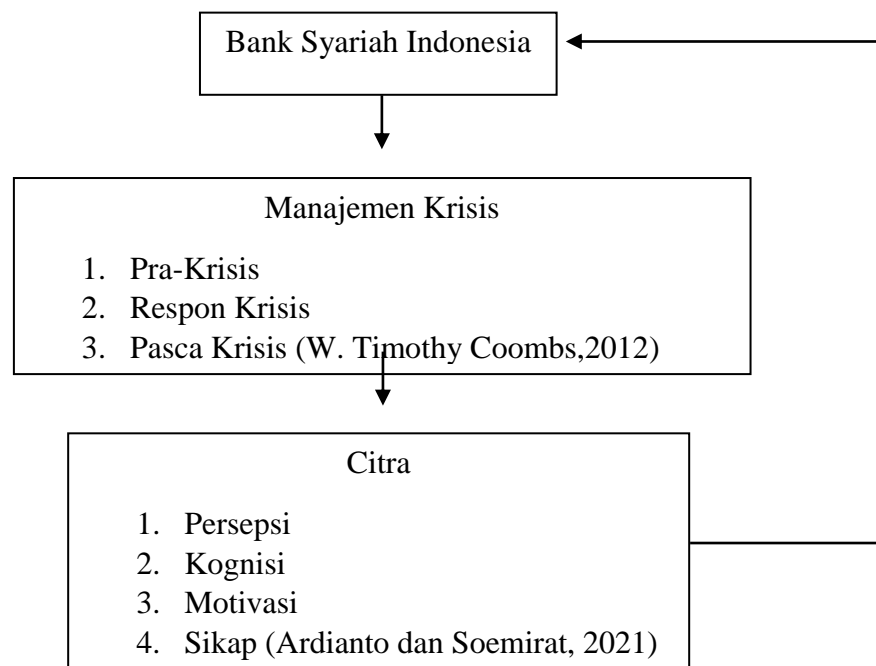 Bank Syariah Indonesia
Manajemen Krisis
1. Pra-Krisis
2. Respon Krisis
3. Pasca Krisis (W. Timothy Coombs,2012)
Citra
1. Persepsi
2. Kognisi
3. Motivasi
4. Sikap (Ardianto dan Soemirat, 2021)